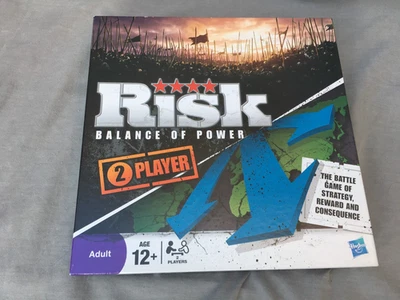 RISK
BALANCE OF POWER
2 PLAYER
THE BATTLE
GAME OF
STRATEGY,
REWARD AND
CONSEQUENCE
Adult
AGE
12+
2
PLAYERS
Hasbro